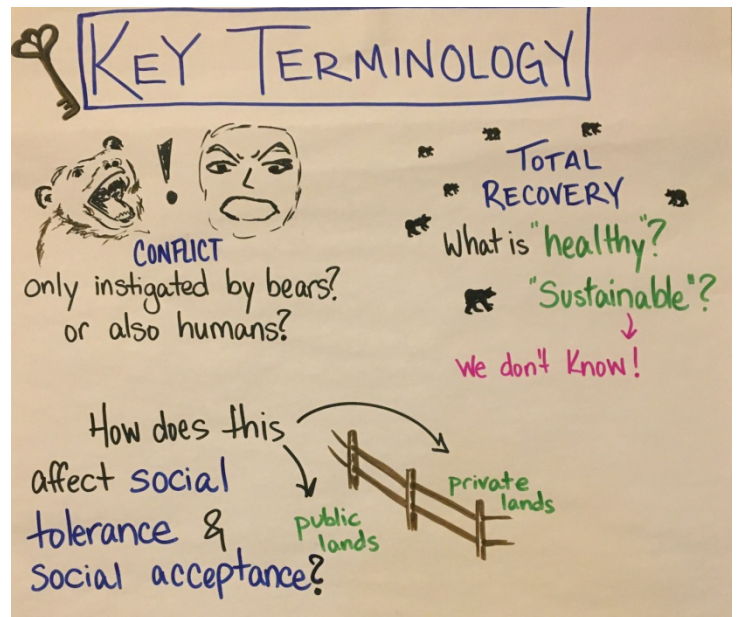 KEY TERMINOLOGY
!
CONFLICT
only instigated by bears?
or also humans?
TOTAL
RECOVERY
What is "healthy"?
"Sustainable"?
We don't Know!
How does this
affect social
tolerance &
social acceptance?
public
lands
private
lands